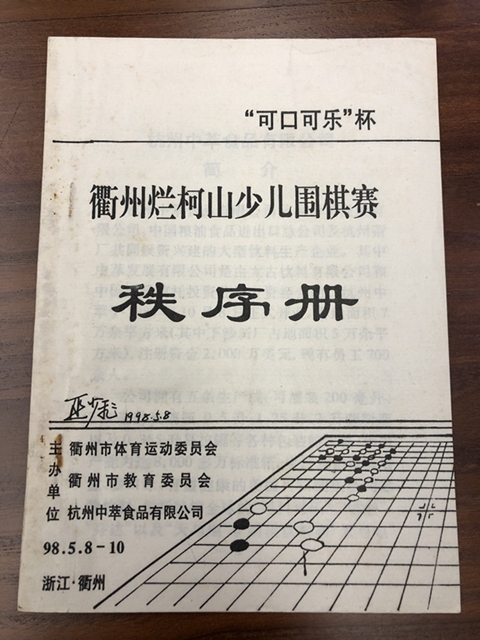 “可口可乐”杯
衢州烂柯山少儿围棋赛
秩序册
1998.5.8
主办单位
衢州市体育运动委员会
衢州市教育委员会
杭州中萃食品有限公司
98.5.8-10
浙江·衢州